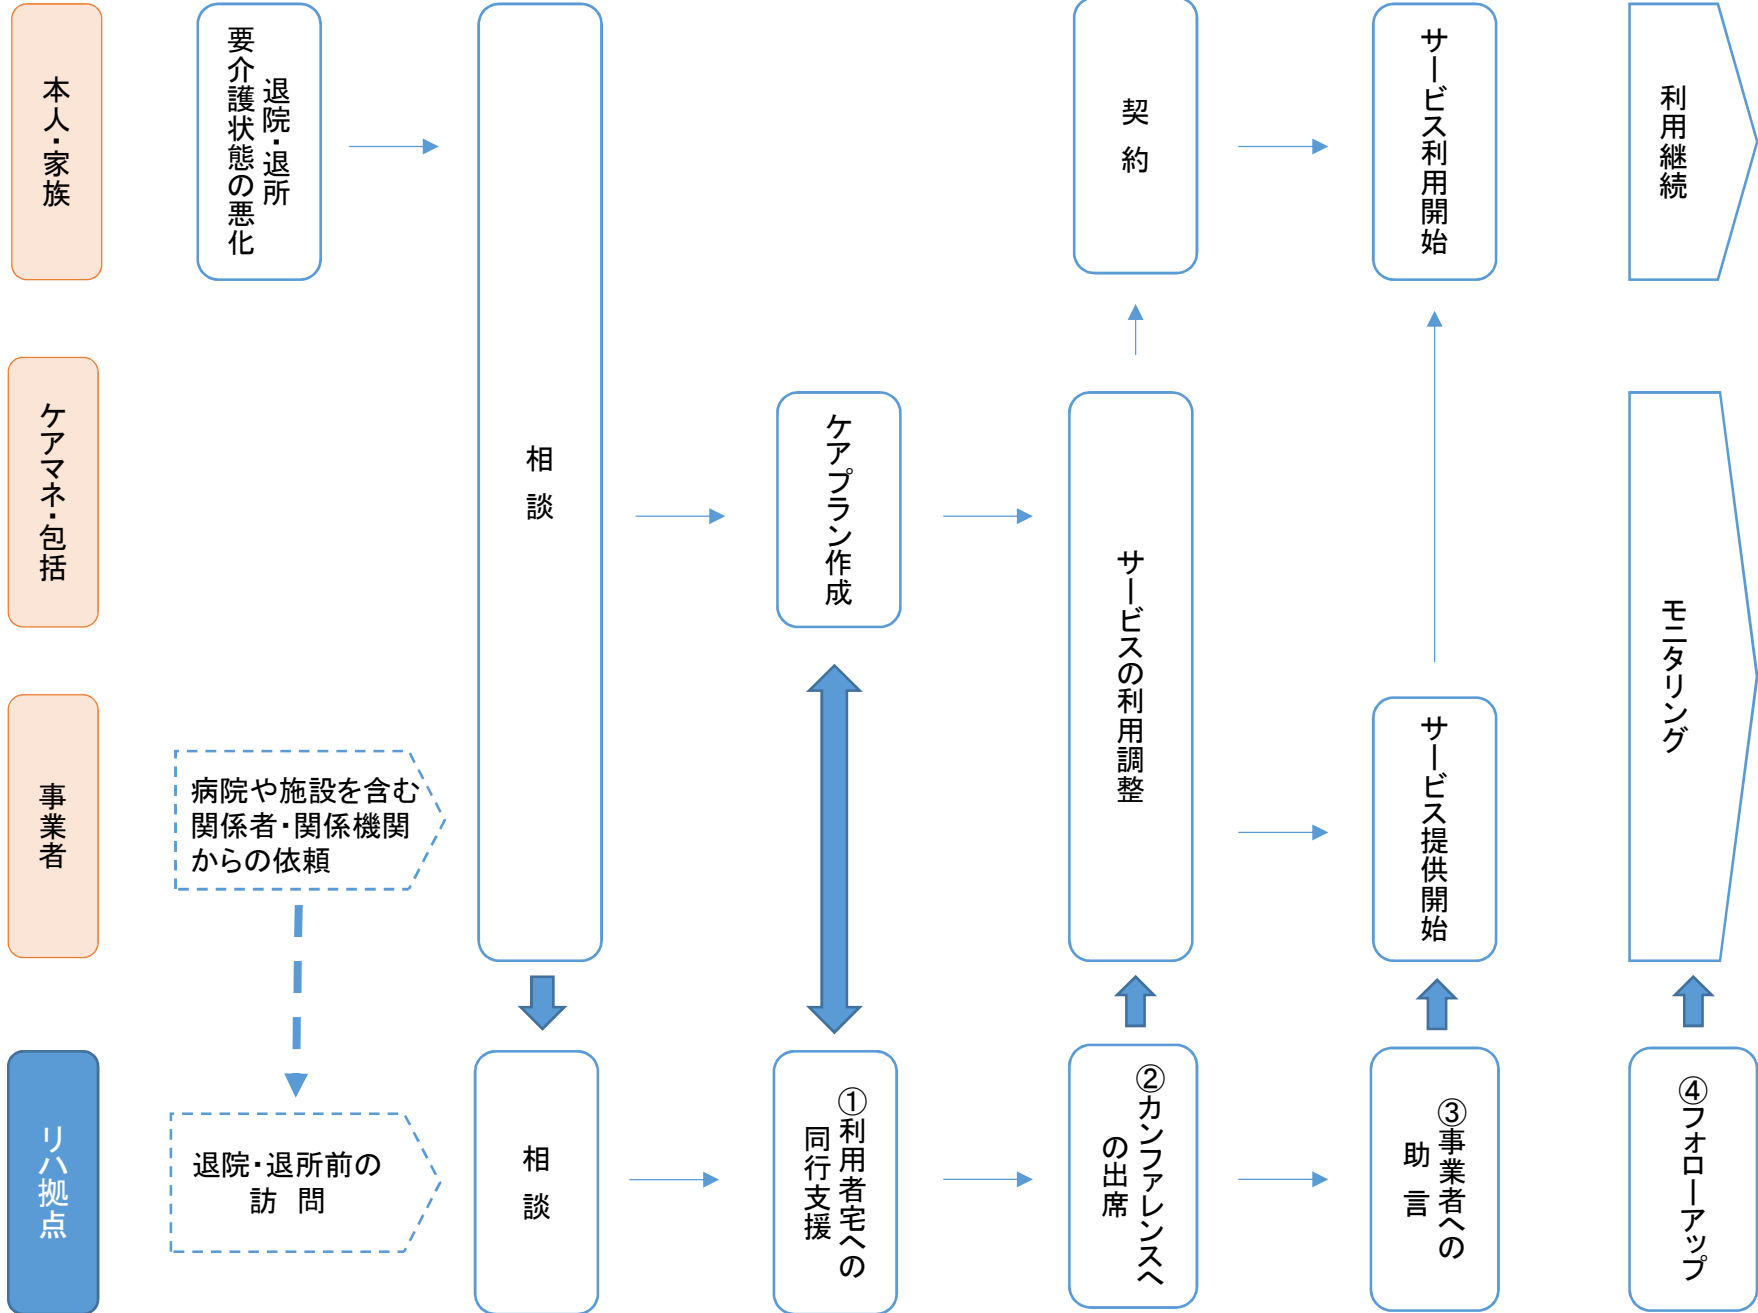 本人・家族
退院・退所
要介護状態の悪化
相談
契約
サービス利用開始
利用継続
ケアマネ・包括
ケアプラン作成
サービスの利用調整
モニタリング
事業者
病院や施設を含む
関係者・関係機関
からの依頼
サービス提供開始
リハ拠点
退院・退所前の
訪 問
相談
①利用者宅への
同行支援
②カンファレンスへ
の出席
③事業者への
助言
④フォローアップ